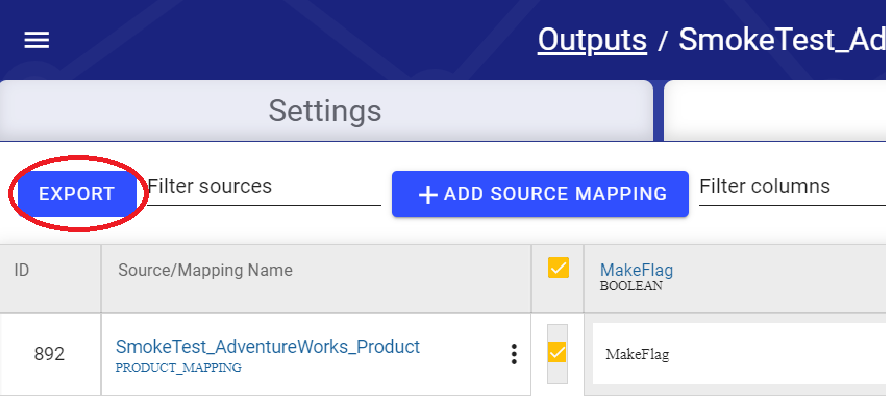 Outputs / SmokeTest_Ad
Settings
EXPORT Filter sources + ADD SOURCE MAPPING Filter columns
ID Source/Mapping Name MakeFlag
BOOLEAN
892 SmokeTest_AdventureWorks_Product MakeFlag
PRODUCT_MAPPING